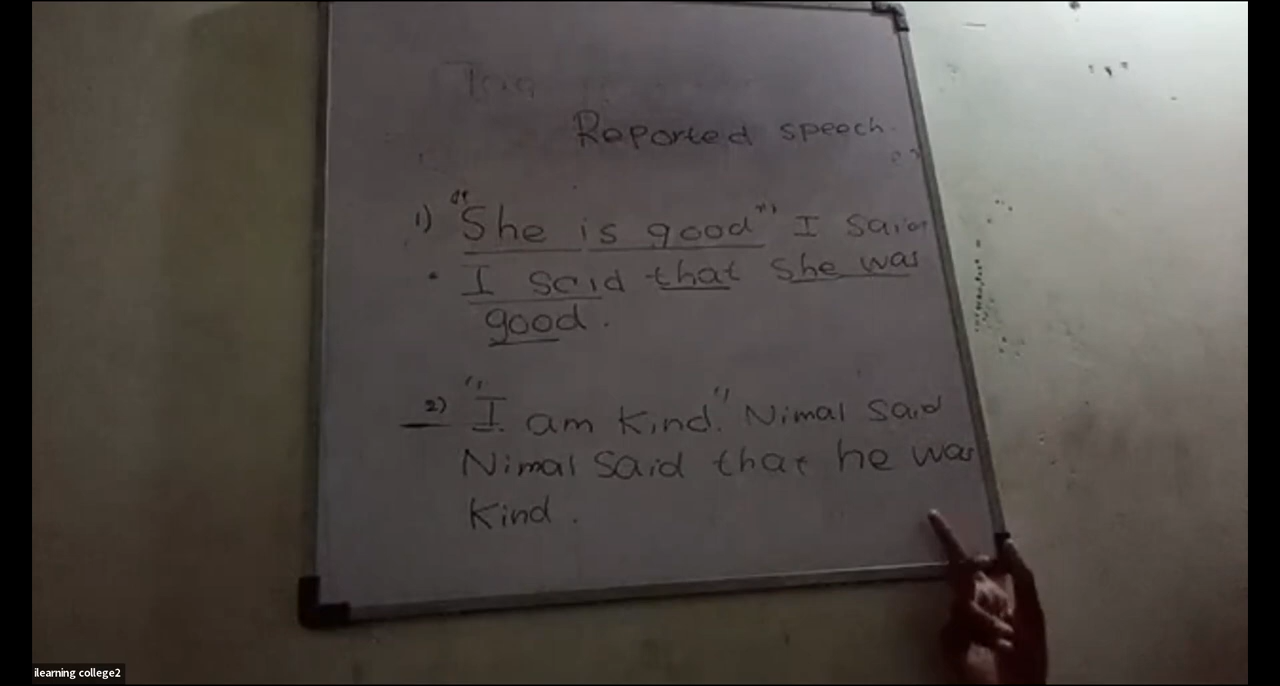 Reported speech.
1) "She is good" I said
. I said that she was
good.
2) "I am kind." Nimal said
Nimal said that he was
kind.
ilearning college2